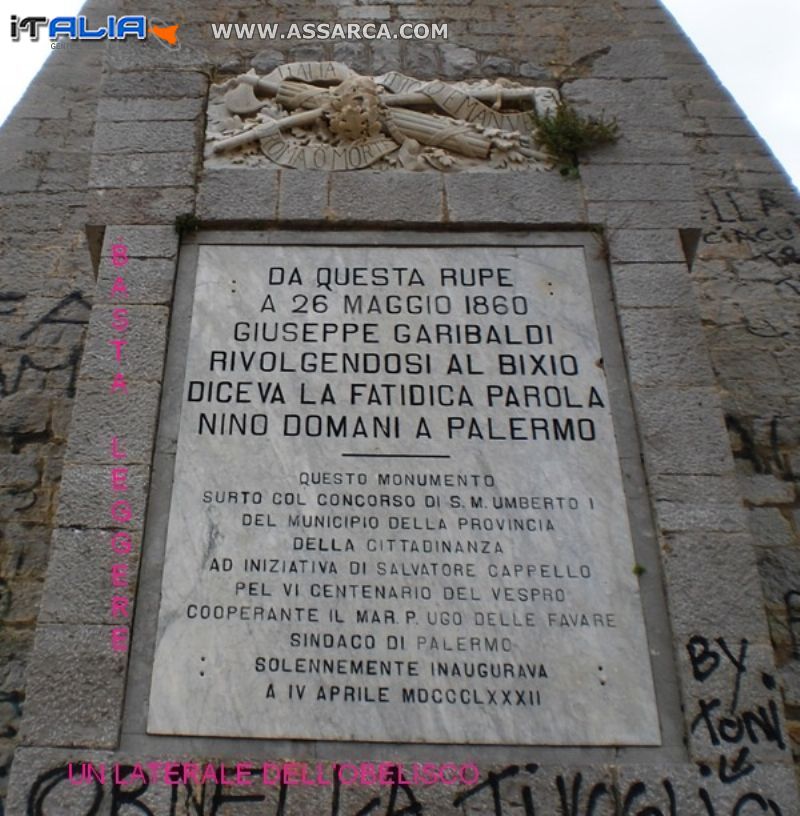 iTALIA
WWW.ASSARCA.COM
ITALIA
ROMA O MORTE
DA QUESTA RUPE
A 26 MAGGIO 1860
GIUSEPPE GARIBALDI
RIVOLGENDOSI AL BIXIO
DICEVA LA FATIDICA PAROLA
NINO DOMANI A PALERMO
QUESTO MONUMENTO
SURTO COL CONCORSO DI S. M. UMBERTO I
DEL MUNICIPIO DELLA PROVINCIA
DELLA CITTADINANZA
AD INIZIATIVA DI SALVATORE CAPPELLO
PEL VI CENTENARIO DEL VESPRO
COOPERANTE IL MAR. P. UGO DELLE FAVARE
SINDACO DI PALERMO
SOLENNEMENTE INAUGURAVA
A IV APRILE MDCCCLXXXII
BASTA LEGGERE
BY
TONI
UN LATERALE DELL'OBELISCO
ORNELLA TI VOGLIO